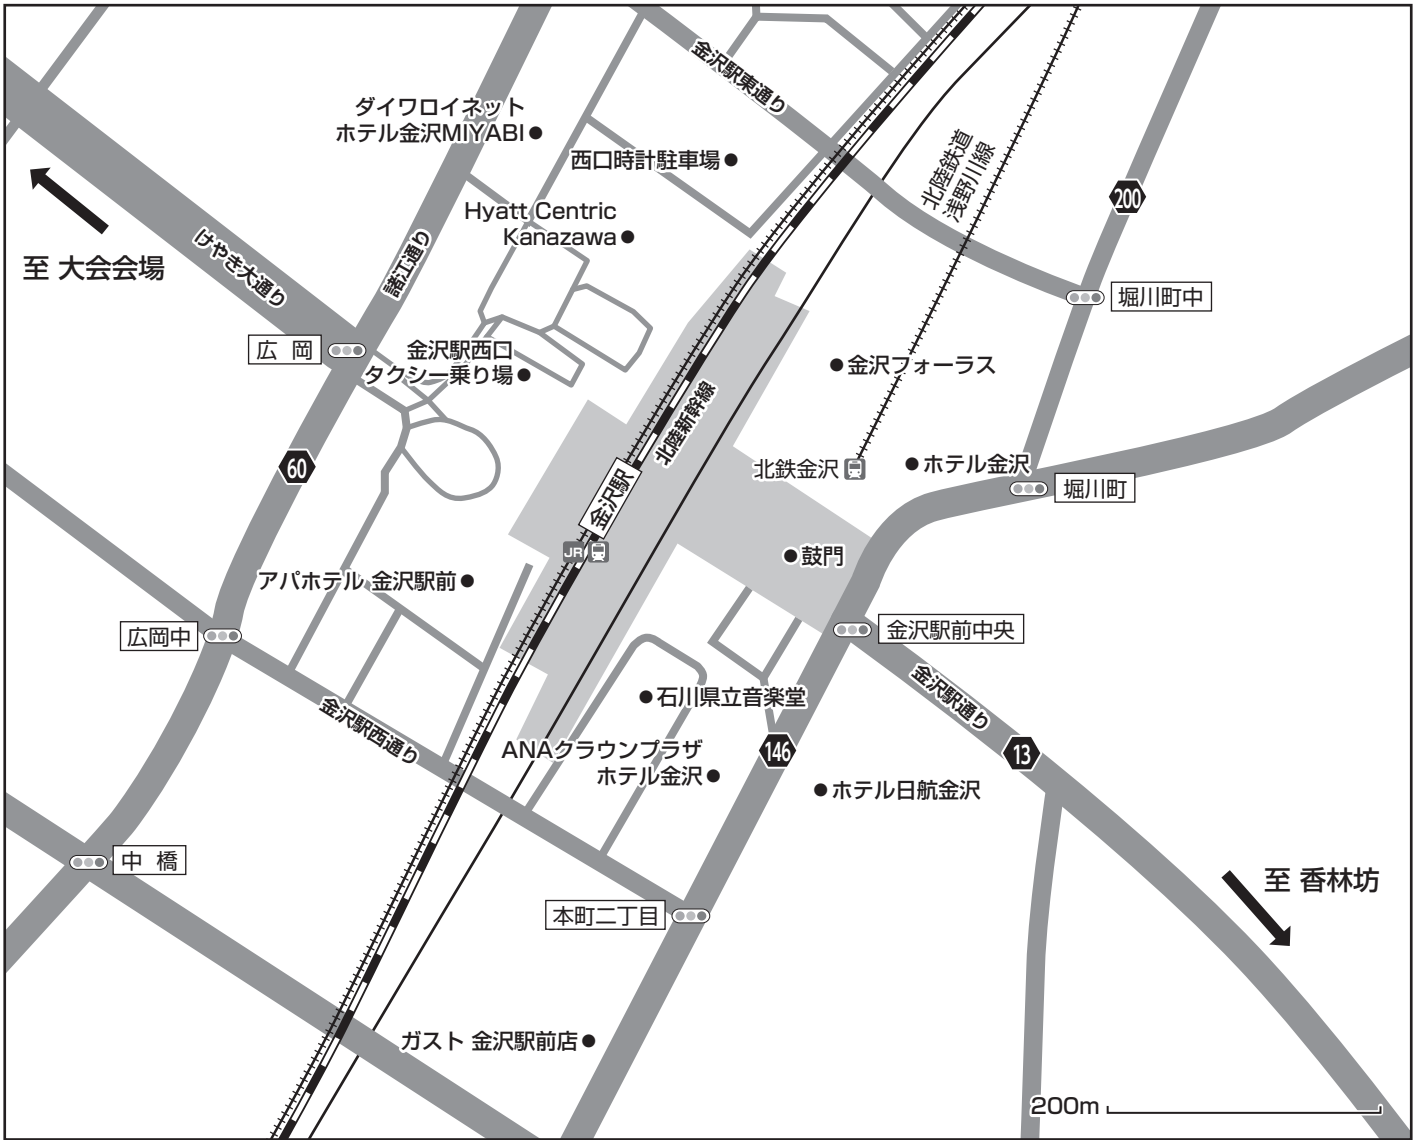 金沢駅東通り
ダイワロイネット
ホテル金沢MIYABI
西口時計駐車場
北陸鉄道
浅野川線
200
Hyatt Centric
Kanazawa
至 大会会場
けやき大通り
諸江通り
堀川町中
広 岡
金沢駅西口
タクシー乗り場
金沢フォーラス
北陸新幹線
60
金沢駅
北鉄金沢
ホテル金沢
堀川町
JR
鼓門
アパホテル 金沢駅前
広岡中
金沢駅前中央
金沢駅西通り
石川県立音楽堂
金沢駅通り
ANAクラウンプラザ
ホテル金沢
146
13
ホテル日航金沢
中 橋
至 香林坊
本町二丁目
ガスト 金沢駅前店
200m